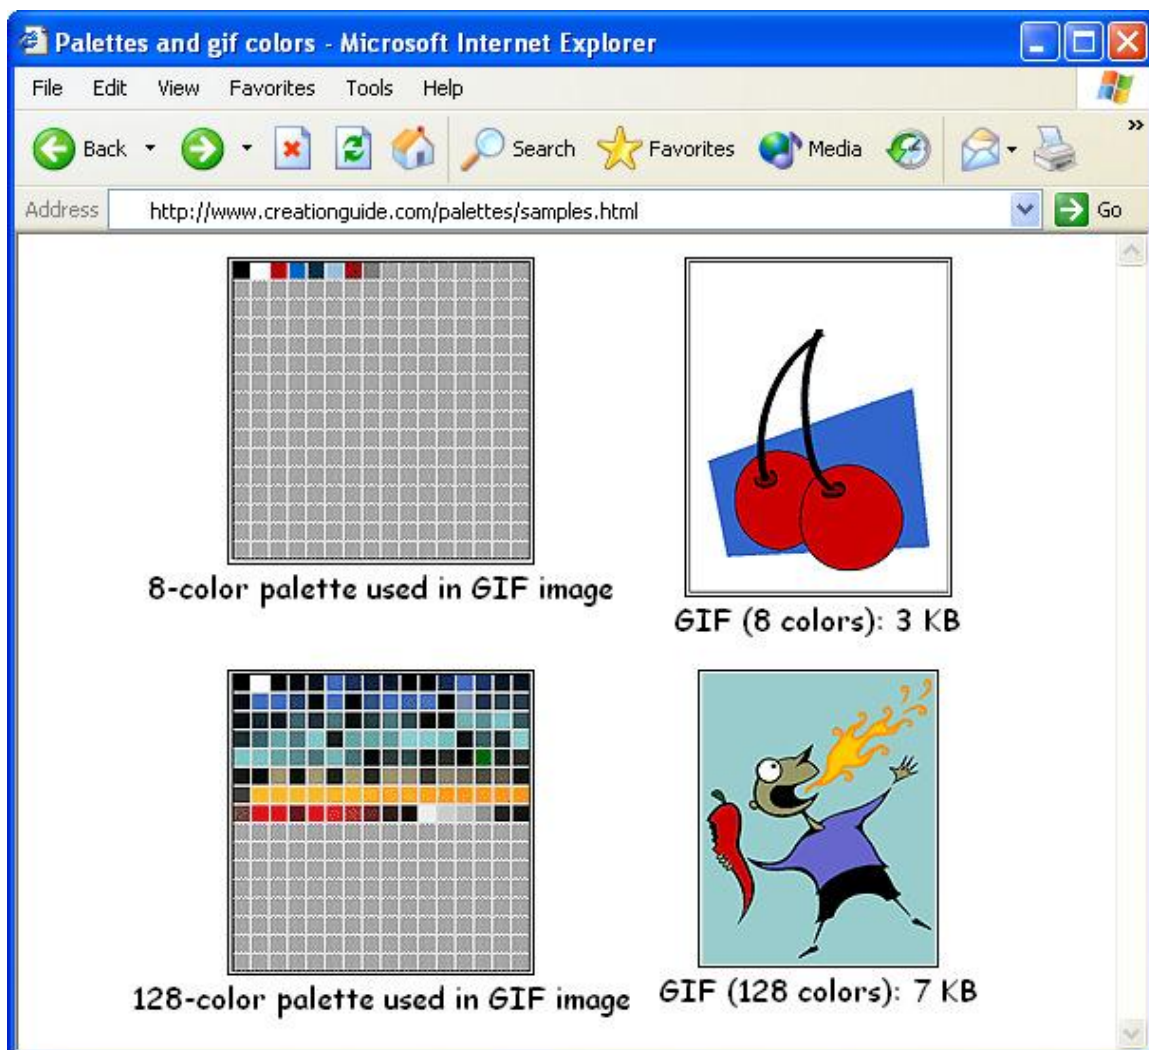 Palettes and gif colors - Microsoft Internet Explorer
File Edit View Favorites Tools Help
Back Search Favorites Media »
Address http://www.creationguide.com/palettes/samples.html Go
8-color palette used in GIF image
GIF (8 colors): 3 KB
128-color palette used in GIF image
GIF (128 colors): 7 KB